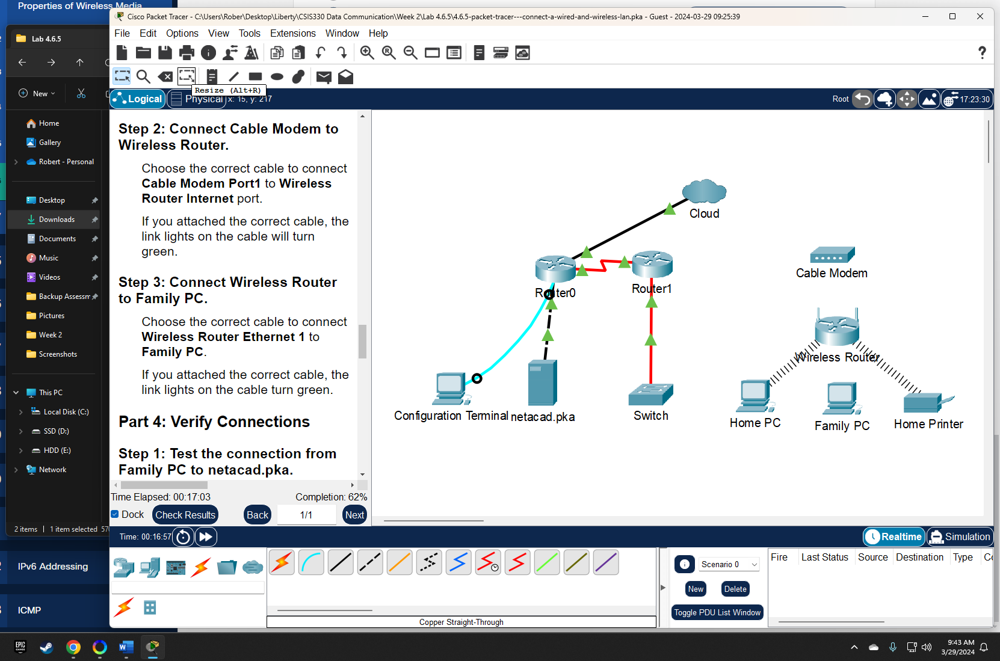 Properties of Wireless Media
Lab 4.6.5
New
Home
Gallery
Robert - Personal
Desktop
Downloads
Documents
Music
Videos
Backup Assessm
Pictures
Week 2
Screenshots
This PC
Local Disk (C:)
SSD (D:)
HDD (E:)
Network
2 items | 1 item selected 570
IPv6 Addressing
ICMP
Cisco Packet Tracer - C:\Users\Rober\Desktop\Liberty\CSIS330 Data Communication\Week 2\Lab 4.6.5\4.6.5-packet-tracer---connect-a-wired-and-wireless-lan.pka - Guest - 2024-03-29 09:25:39
File Edit Options View Tools Extensions Window Help
?
Resize (Alt+R)
Logical Physical x: 15, y: 217
Root 17:23:30
Step 2: Connect Cable Modem to
Wireless Router.
Choose the correct cable to connect
Cable Modem Port1 to Wireless
Router Internet port.
If you attached the correct cable, the
link lights on the cable will turn
green.
Step 3: Connect Wireless Router
to Family PC.
Choose the correct cable to connect
Wireless Router Ethernet 1 to
Family PC.
If you attached the correct cable, the
link lights on the cable turn green.
Part 4: Verify Connections
Step 1: Test the connection from
Family PC to netacad.pka.
Time Elapsed: 00:17:03 Completion: 62%
Dock Check Results Back 1/1 Next
Cloud
Router0
Router1
Cable Modem
Wireless Router
Configuration Terminal
netacad.pka
Switch
Home PC
Family PC
Home Printer
Time: 00:16:57
Realtime Simulation
Copper Straight-Through
Scenario 0
New Delete
Toggle PDU List Window
Fire Last Status Source Destination Type Co
EPIC
GAMES
9:43 AM
3/29/2024